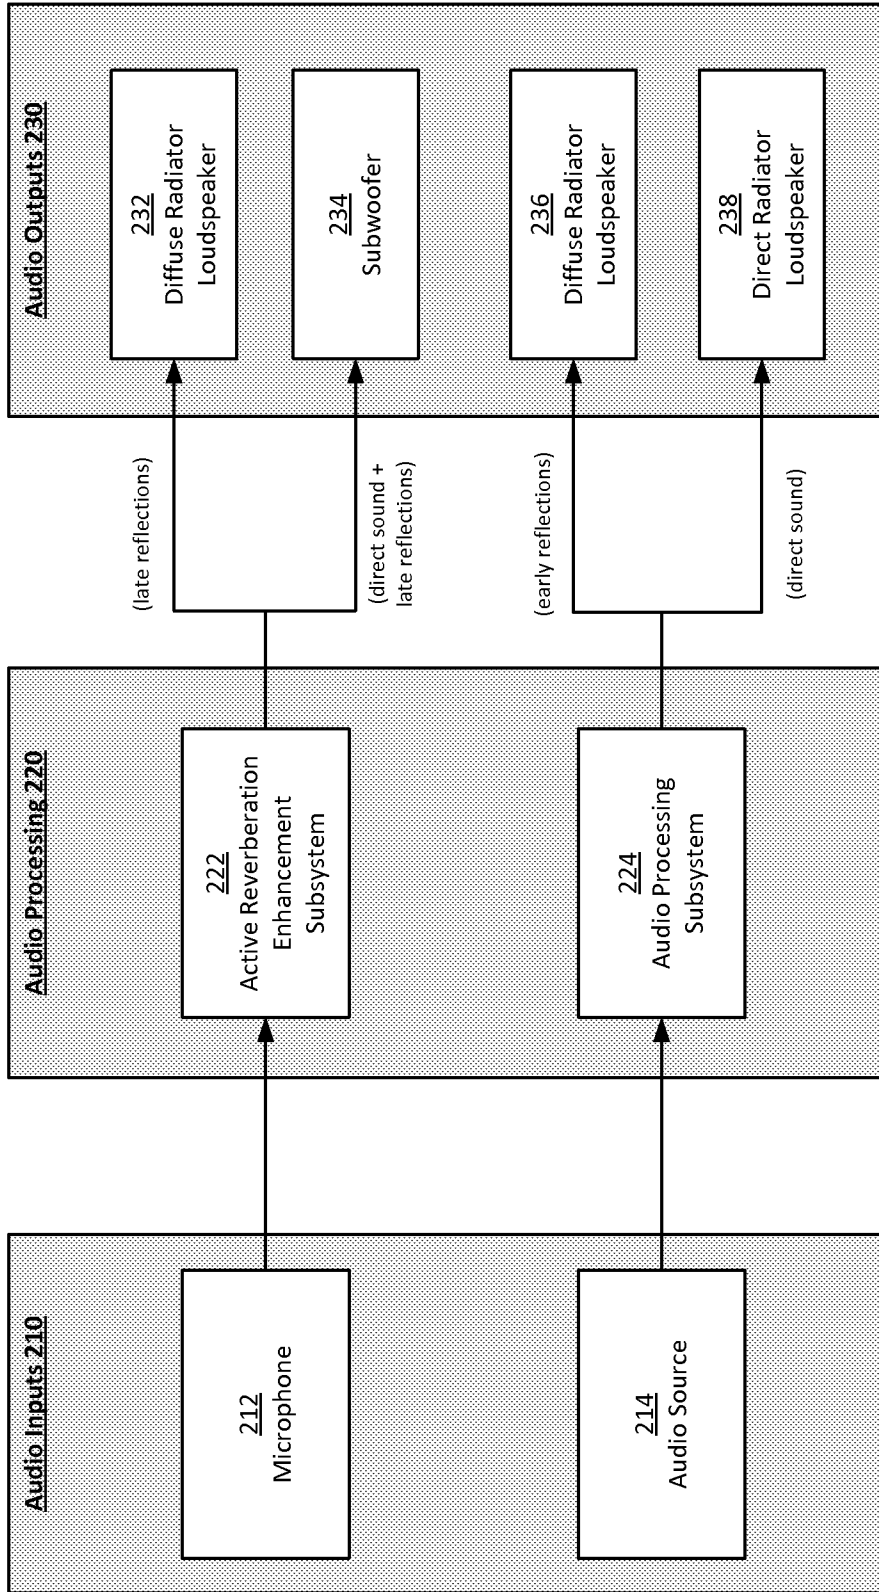 Audio Inputs 210
212
Microphone
214
Audio Source
Audio Processing 220
222
Active Reverberation
Enhancement
Subsystem
224
Audio Processing
Subsystem
(late reflections)
(direct sound +
late reflections)
(early reflections)
(direct sound)
Audio Outputs 230
232
Diffuse Radiator
Loudspeaker
234
Subwoofer
236
Diffuse Radiator
Loudspeaker
238
Direct Radiator
Loudspeaker